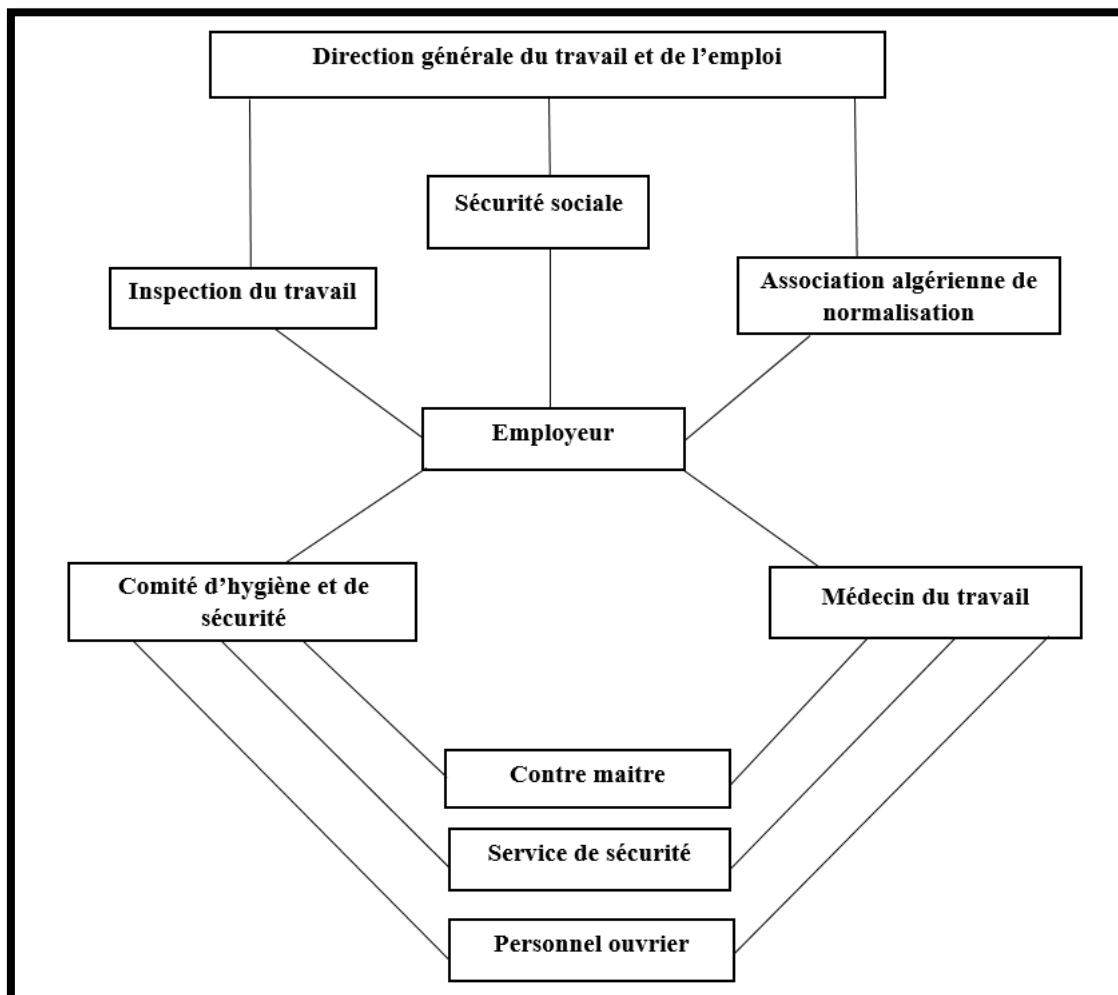 Direction générale du travail et de l’emploi
Sécurité sociale
Inspection du travail
Association algérienne de
normalisation
Employeur
Comité d’hygiène et de
sécurité
Médecin du travail
Contre maitre
Service de sécurité
Personnel ouvrier